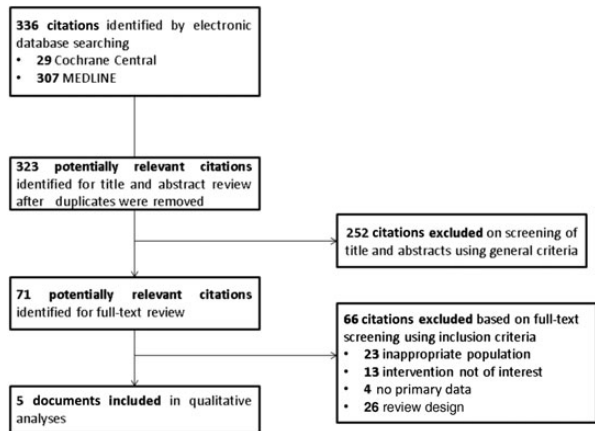 336 citations identified by electronic
database searching
• 29 Cochrane Central
• 307 MEDLINE
323 potentially relevant citations
identified for title and abstract review
after duplicates were removed
252 citations excluded on screening of
title and abstracts using general criteria
71 potentially relevant citations
identified for full-text review
66 citations excluded based on full-text
screening using inclusion criteria
• 23 inappropriate population
• 13 intervention not of interest
• 4 no primary data
• 26 review design
5 documents included in qualitative
analyses